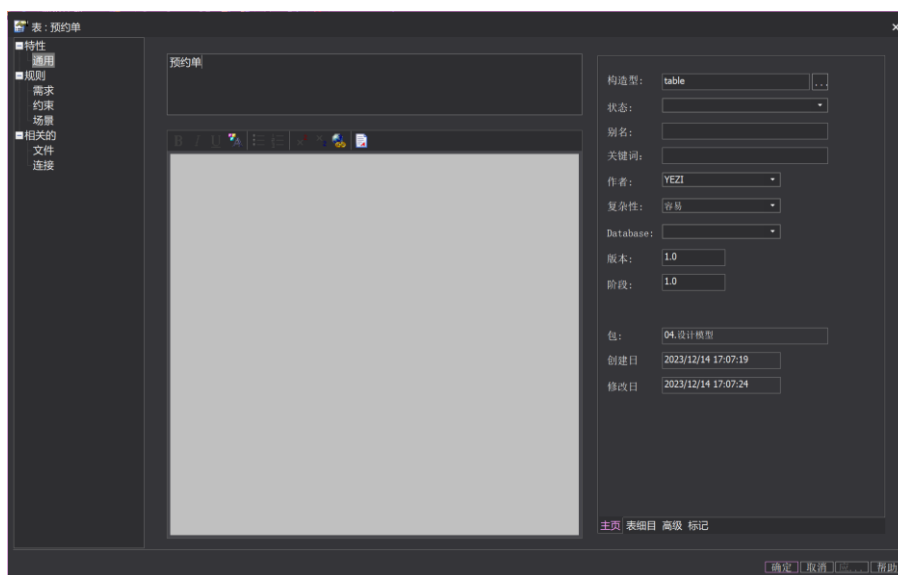 表 : 预约单
特性
通用
规则
需求
约束
场景
相关的
文件
连接
预约单
B I U
构造型: table ...
状态:
别名:
关键词:
作者: YEZI
复杂性: 容易
Database:
版本: 1.0
阶段: 1.0
包: 04.设计模型
创建日 2023/12/14 17:07:19
修改日 2023/12/14 17:07:24
主页 表细目 高级 标记
确定 取消 应... 帮助